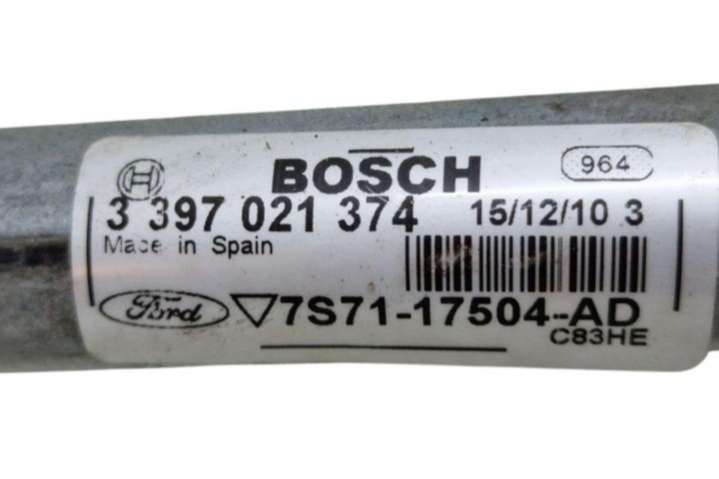 BOSCH 964
3 397 021 374 15/12/10 3
Made in Spain
Ford 7S71-17504-AD
C83HE